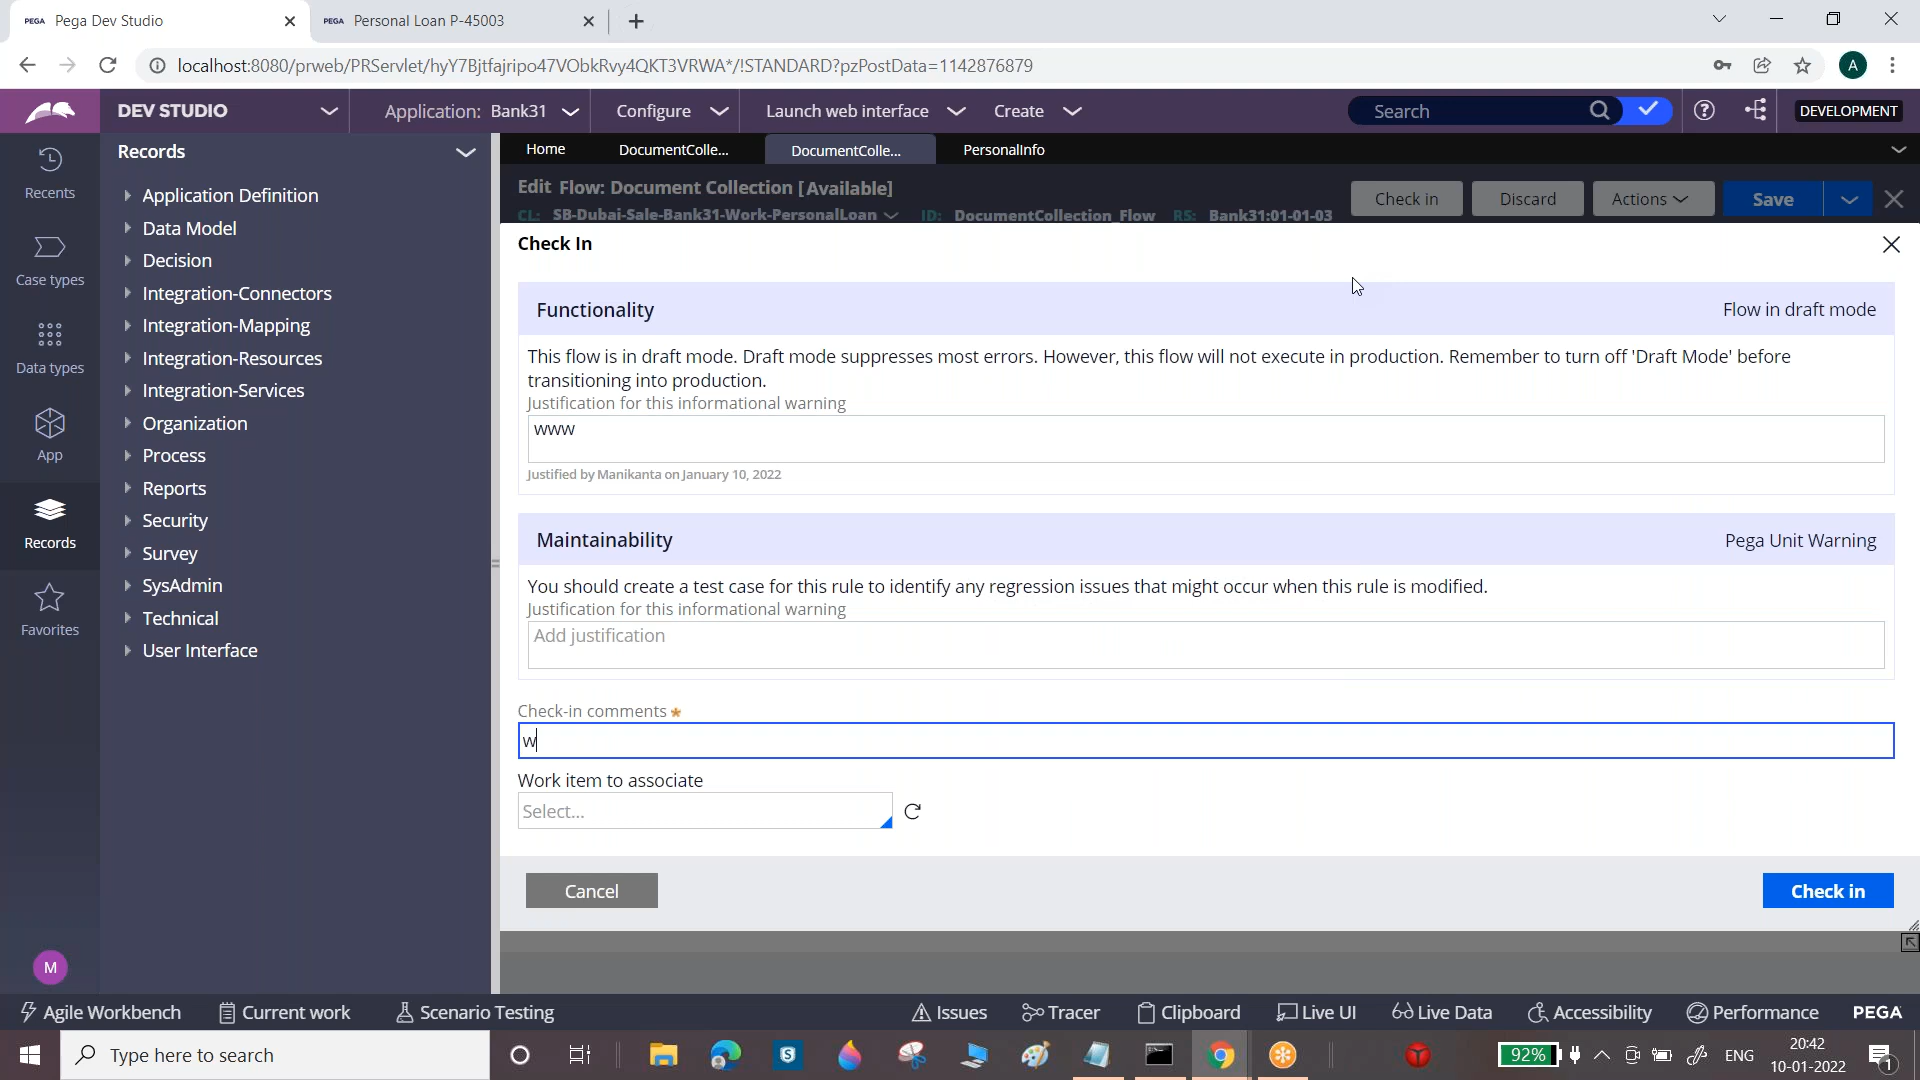 PEGA Pega Dev Studio
PEGA Personal Loan P-45003
localhost:8080/prweb/PRServlet/hyY7Bjtfajripo47VObkRvy4QKT3VRWA*/!STANDARD?pzPostData=1142876879
A
DEV STUDIO
Application: Bank31
Configure
Launch web interface
Create
Search
DEVELOPMENT
Recents
Case types
Data types
App
Records
Favorites
M
Records
Application Definition
Data Model
Decision
Integration-Connectors
Integration-Mapping
Integration-Resources
Integration-Services
Organization
Process
Reports
Security
Survey
SysAdmin
Technical
User Interface
Home
DocumentColle...
DocumentColle...
PersonalInfo
Edit Flow: Document Collection [Available]
CL: SB-Dubai-Sale-Bank31-Work-PersonalLoan ID: DocumentCollection_Flow RS: Bank31:01-01-03
Check in
Discard
Actions
Save
Check In
Functionality
Flow in draft mode
This flow is in draft mode. Draft mode suppresses most errors. However, this flow will not execute in production. Remember to turn off 'Draft Mode' before
transitioning into production.
Justification for this informational warning
www
Justified by Manikanta on January 10, 2022
Maintainability
Pega Unit Warning
You should create a test case for this rule to identify any regression issues that might occur when this rule is modified.
Justification for this informational warning
Add justification
Check-in comments *
w
Work item to associate
Select...
Cancel
Check in
Agile Workbench
Current work
Scenario Testing
Issues
Tracer
Clipboard
Live UI
Live Data
Accessibility
Performance
PEGA
Type here to search
S
92%
ENG
20:42
10-01-2022
1